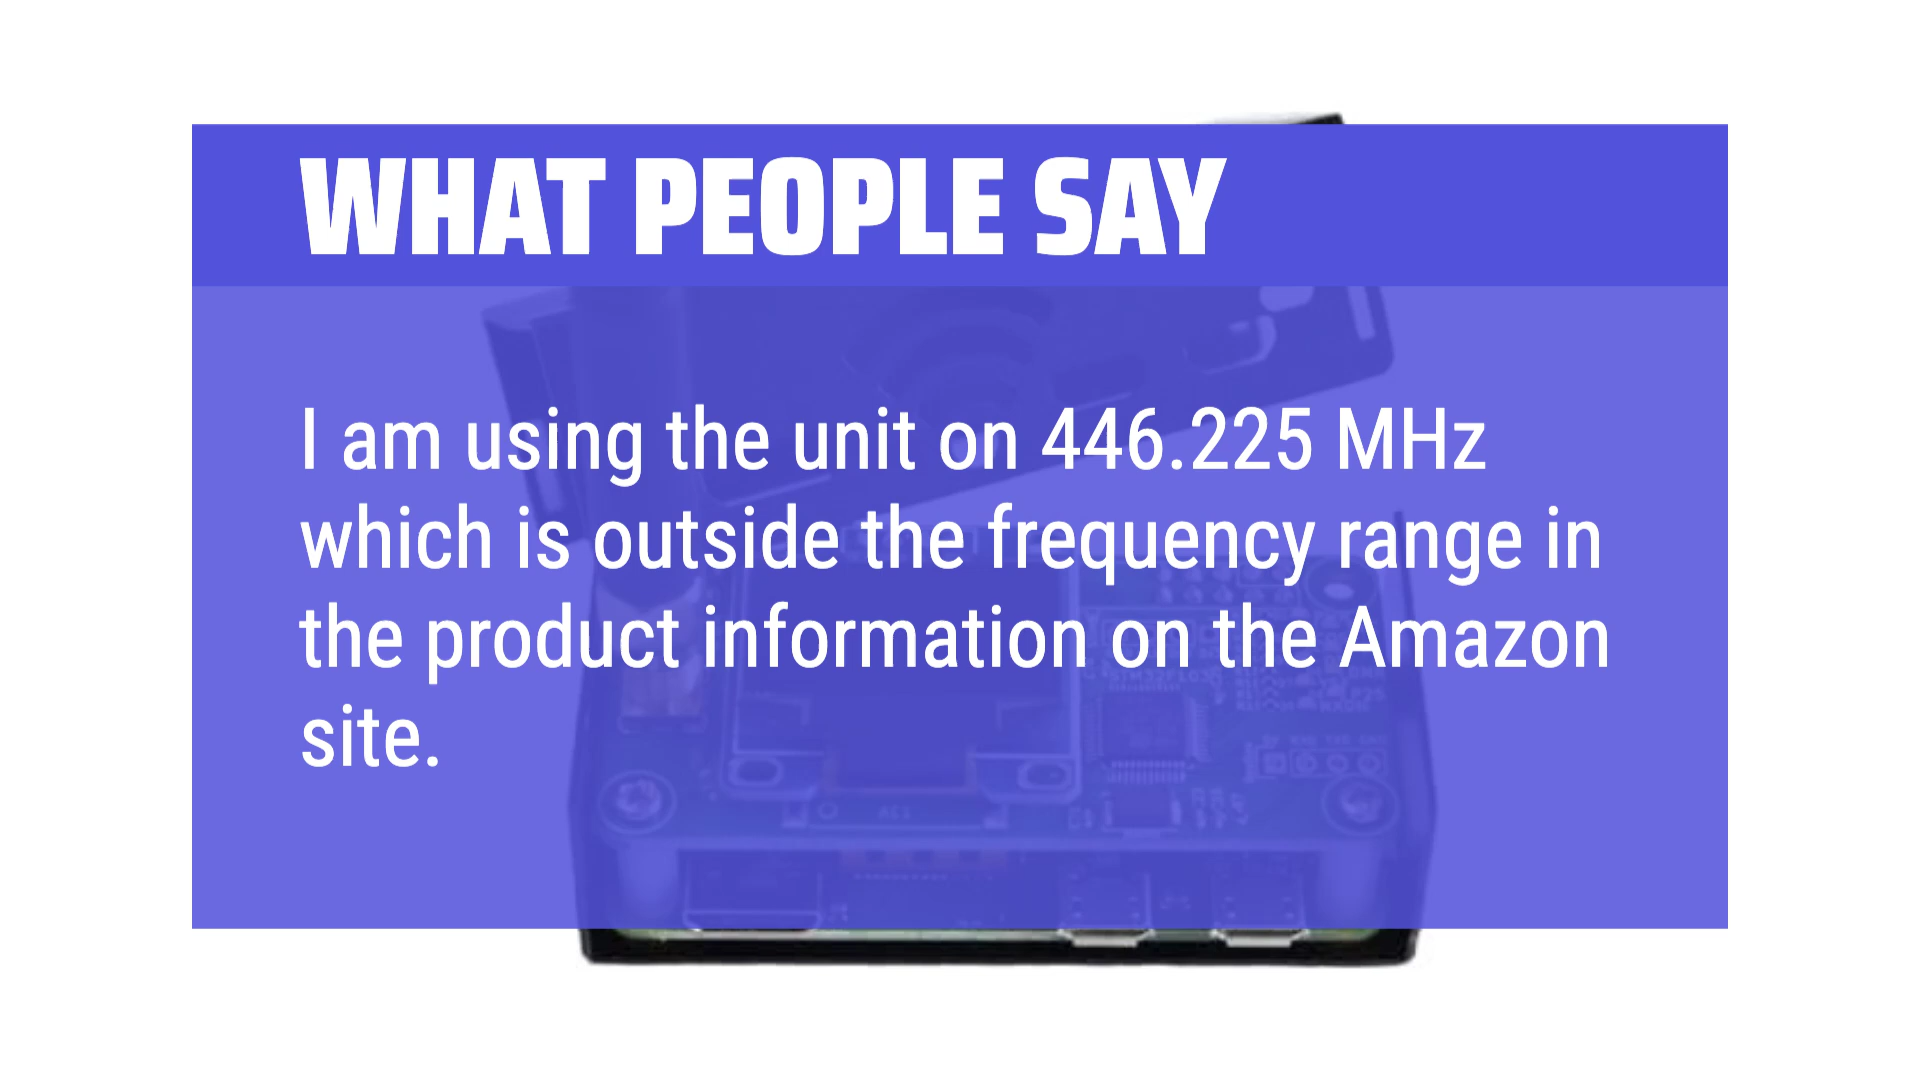 WHAT PEOPLE SAY
I am using the unit on 446.225 MHz
which is outside the frequency range in
the product information on the Amazon
site.